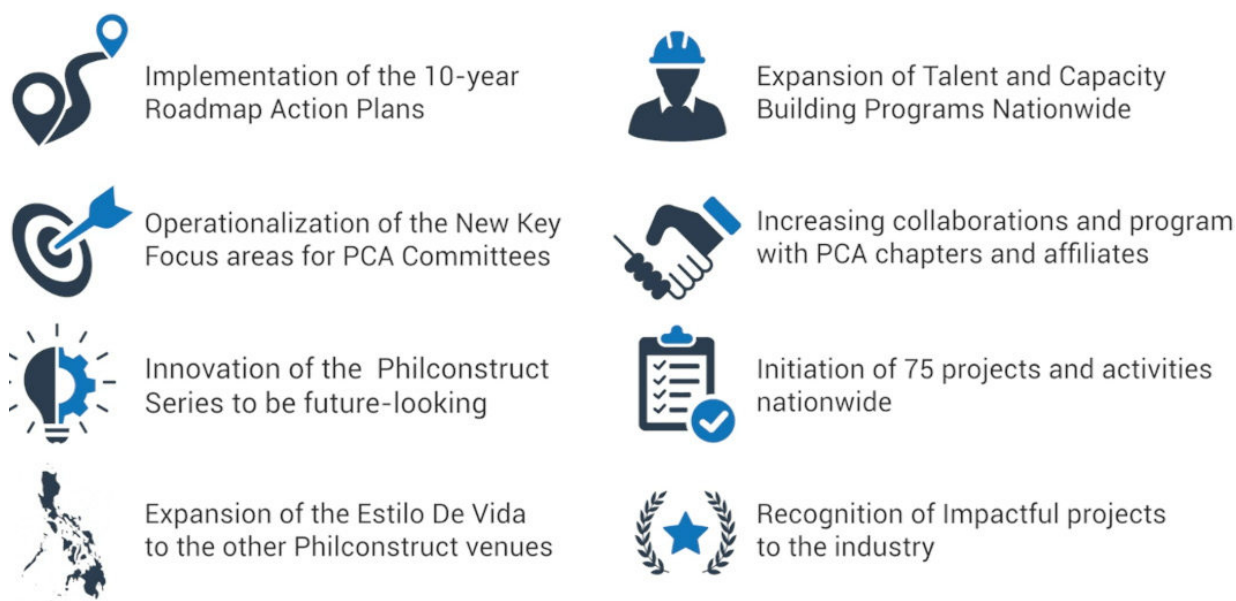 Implementation of the 10-year
Roadmap Action Plans
Operationalization of the New Key
Focus areas for PCA Committees
Innovation of the Philconstruct
Series to be future-looking
Expansion of the Estilo De Vida
to the other Philconstruct venues
Expansion of Talent and Capacity
Building Programs Nationwide
Increasing collaborations and program
with PCA chapters and affiliates
Initiation of 75 projects and activities
nationwide
Recognition of Impactful projects
to the industry